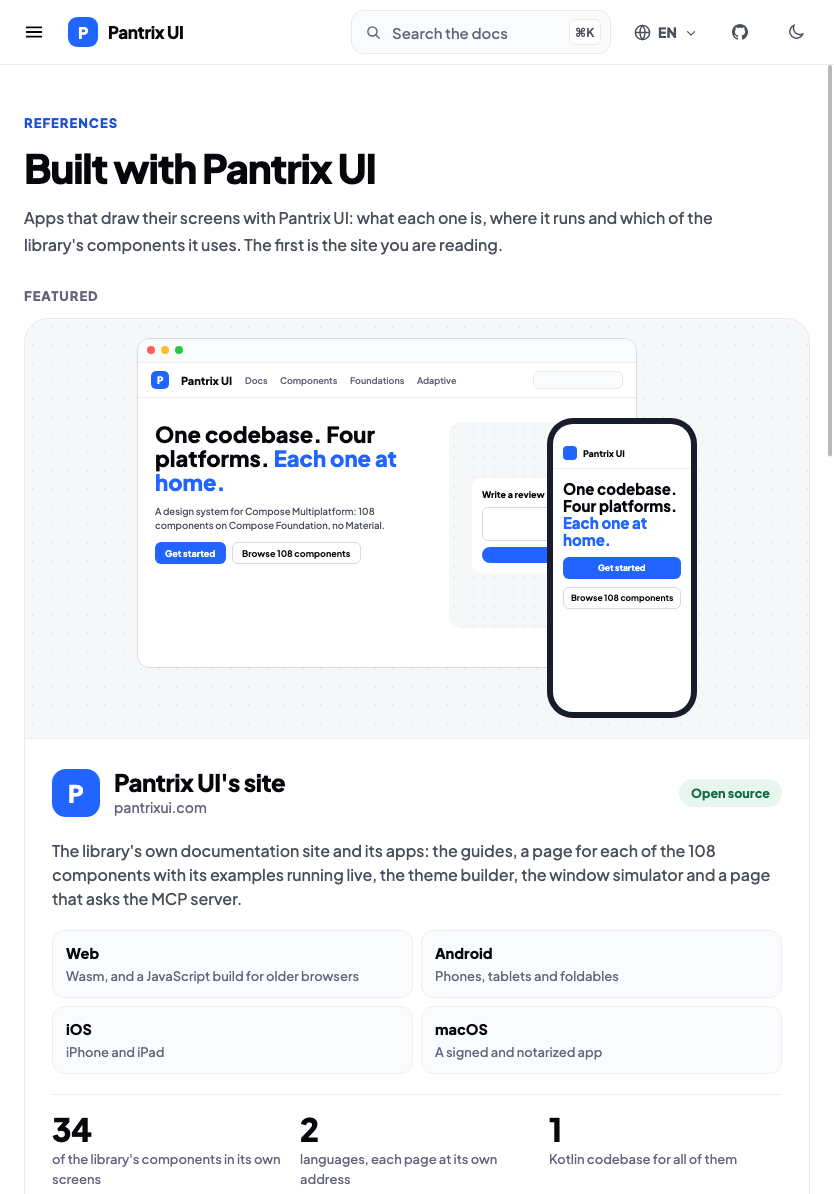 P Pantrix UI Search the docs ⌘K EN
REFERENCES
Built with Pantrix UI
Apps that draw their screens with Pantrix UI: what each one is, where it runs and which of the
library's components it uses. The first is the site you are reading.
FEATURED
P Pantrix UI Docs Components Foundations Adaptive
One codebase. Four
platforms. Each one at
home.
A design system for Compose Multiplatform: 108
components on Compose Foundation, no Material.
Get started Browse 108 components
Write a review
Pantrix UI
One codebase.
Four platforms.
Each one at
home.
Get started
Browse 108 components
P Pantrix UI's site
pantrixui.com
Open source
The library's own documentation site and its apps: the guides, a page for each of the 108
components with its examples running live, the theme builder, the window simulator and a page
that asks the MCP server.
Web
Wasm, and a JavaScript build for older browsers
Android
Phones, tablets and foldables
iOS
iPhone and iPad
macOS
A signed and notarized app
34
of the library's components in its own
screens
2
languages, each page at its own
address
1
Kotlin codebase for all of them